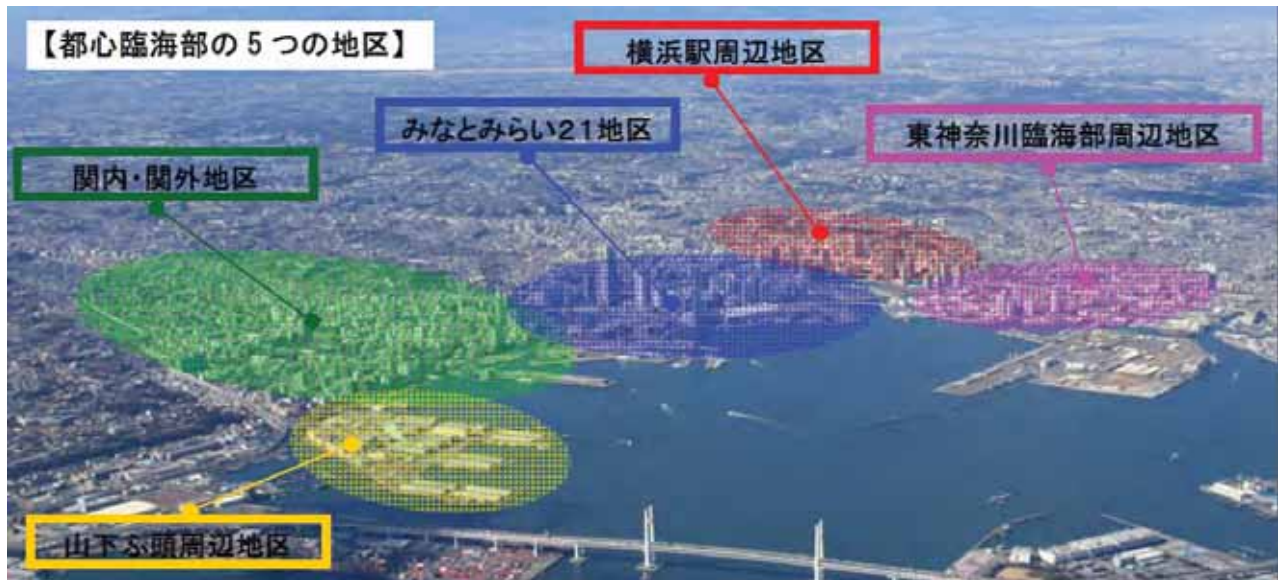 【都心臨海部の5つの地区】
横浜駅周辺地区
みなとみらい21地区
東神奈川臨海部周辺地区
関内・関外地区
山下ふ頭周辺地区